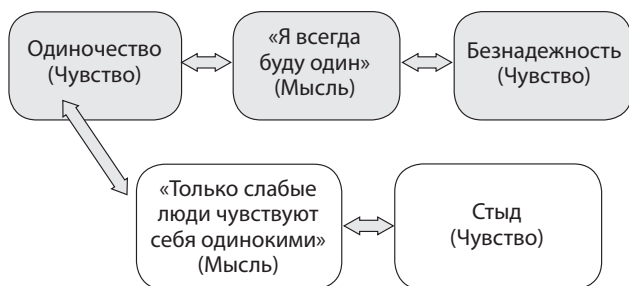 Одиночество
(Чувство)
«Я всегда
буду один»
(Мысль)
Безнадежность
(Чувство)
«Только слабые
люди чувствуют
себя одинокими»
(Мысль)
Стыд
(Чувство)